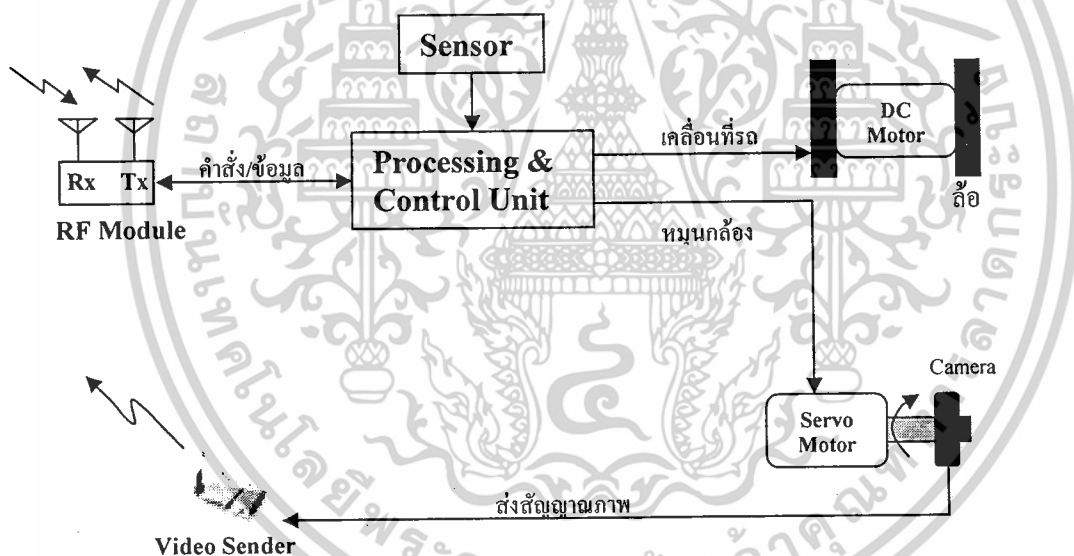 Sensor
DC
Motor
เคลื่อนที่รถ
Processing &
Control Unit
คำสั่ง/ข้อมูล
Rx Tx
RF Module
ล้อ
หมุนกล้อง
Camera
Servo
Motor
ส่งสัญญาณภาพ
Video Sender